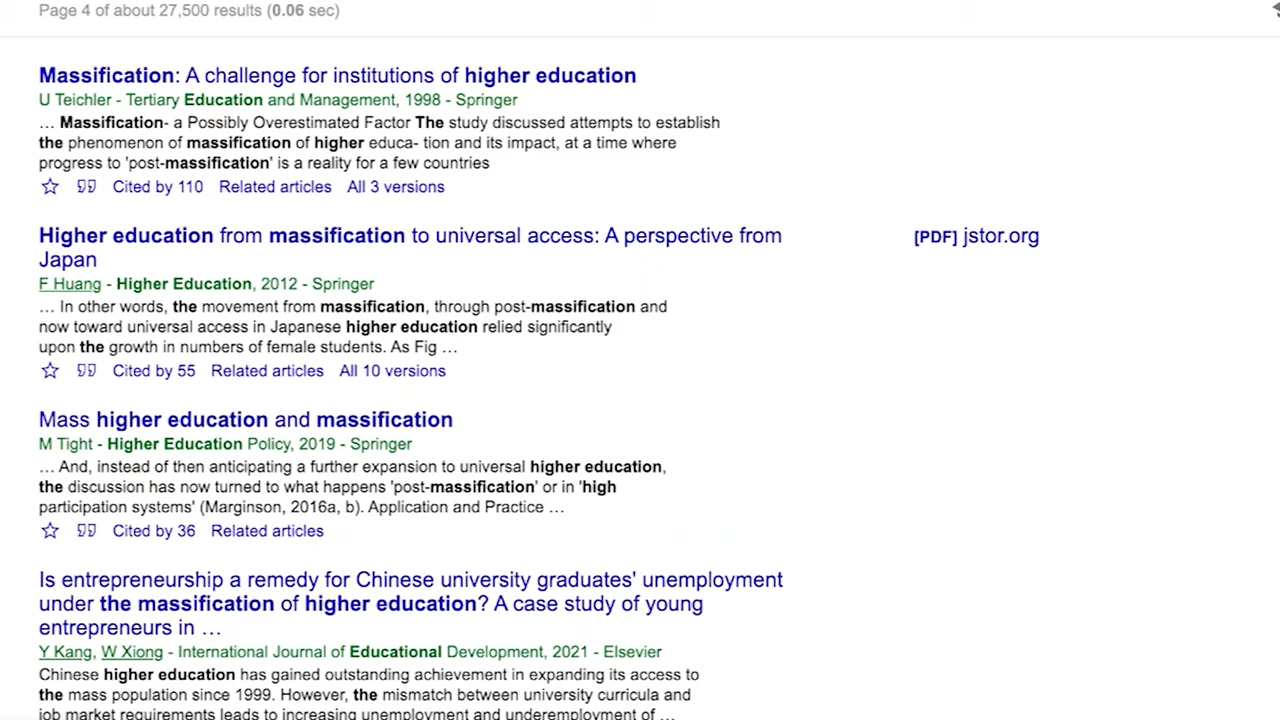 Page 4 of about 27,500 results (0.06 sec)
Massification: A challenge for institutions of higher education
U Teichler - Tertiary Education and Management, 1998 - Springer
… Massification- a Possibly Overestimated Factor The study discussed attempts to establish
the phenomenon of massification of higher educa- tion and its impact, at a time where
progress to 'post-massification' is a reality for a few countries
Cited by 110 Related articles All 3 versions
Higher education from massification to universal access: A perspective from
Japan
[PDF] jstor.org
F Huang - Higher Education, 2012 - Springer
… In other words, the movement from massification, through post-massification and
now toward universal access in Japanese higher education relied significantly
upon the growth in numbers of female students. As Fig …
Cited by 55 Related articles All 10 versions
Mass higher education and massification
M Tight - Higher Education Policy, 2019 - Springer
… And, instead of then anticipating a further expansion to universal higher education,
the discussion has now turned to what happens 'post-massification' or in 'high
participation systems' (Marginson, 2016a, b). Application and Practice …
Cited by 36 Related articles
Is entrepreneurship a remedy for Chinese university graduates' unemployment
under the massification of higher education? A case study of young
entrepreneurs in …
Y Kang, W Xiong - International Journal of Educational Development, 2021 - Elsevier
Chinese higher education has gained outstanding achievement in expanding its access to
the mass population since 1999. However, the mismatch between university curricula and
job market requirements leads to increasing unemployment and underemployment of …